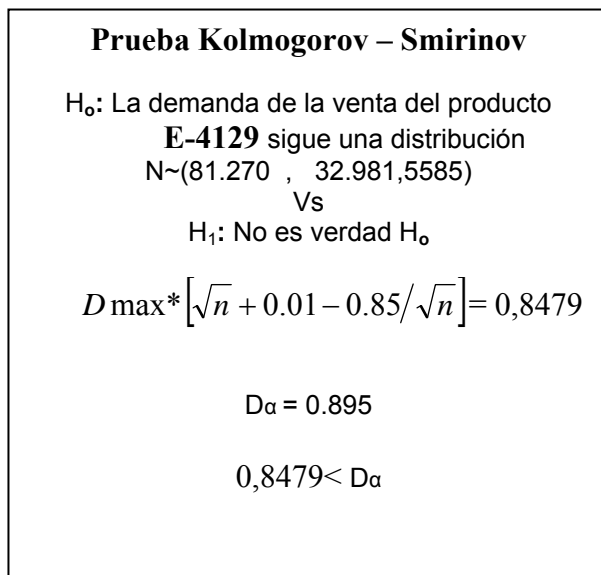 Prueba Kolmogorov – Smirinov
Ho: La demanda de la venta del producto
E-4129 sigue una distribución
N~(81.270 , 32.981,5585)
Vs
H1: No es verdad Ho
D max*[√n + 0.01 − 0.85/√n]= 0,8479
Dα = 0.895
0,8479< Dα